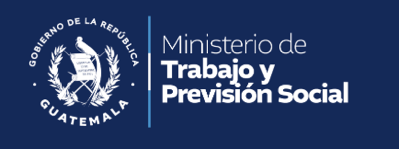 GOBIERNO DE LA REPÚBLICA
GUATEMALA
Ministerio de
Trabajo y
Previsión Social